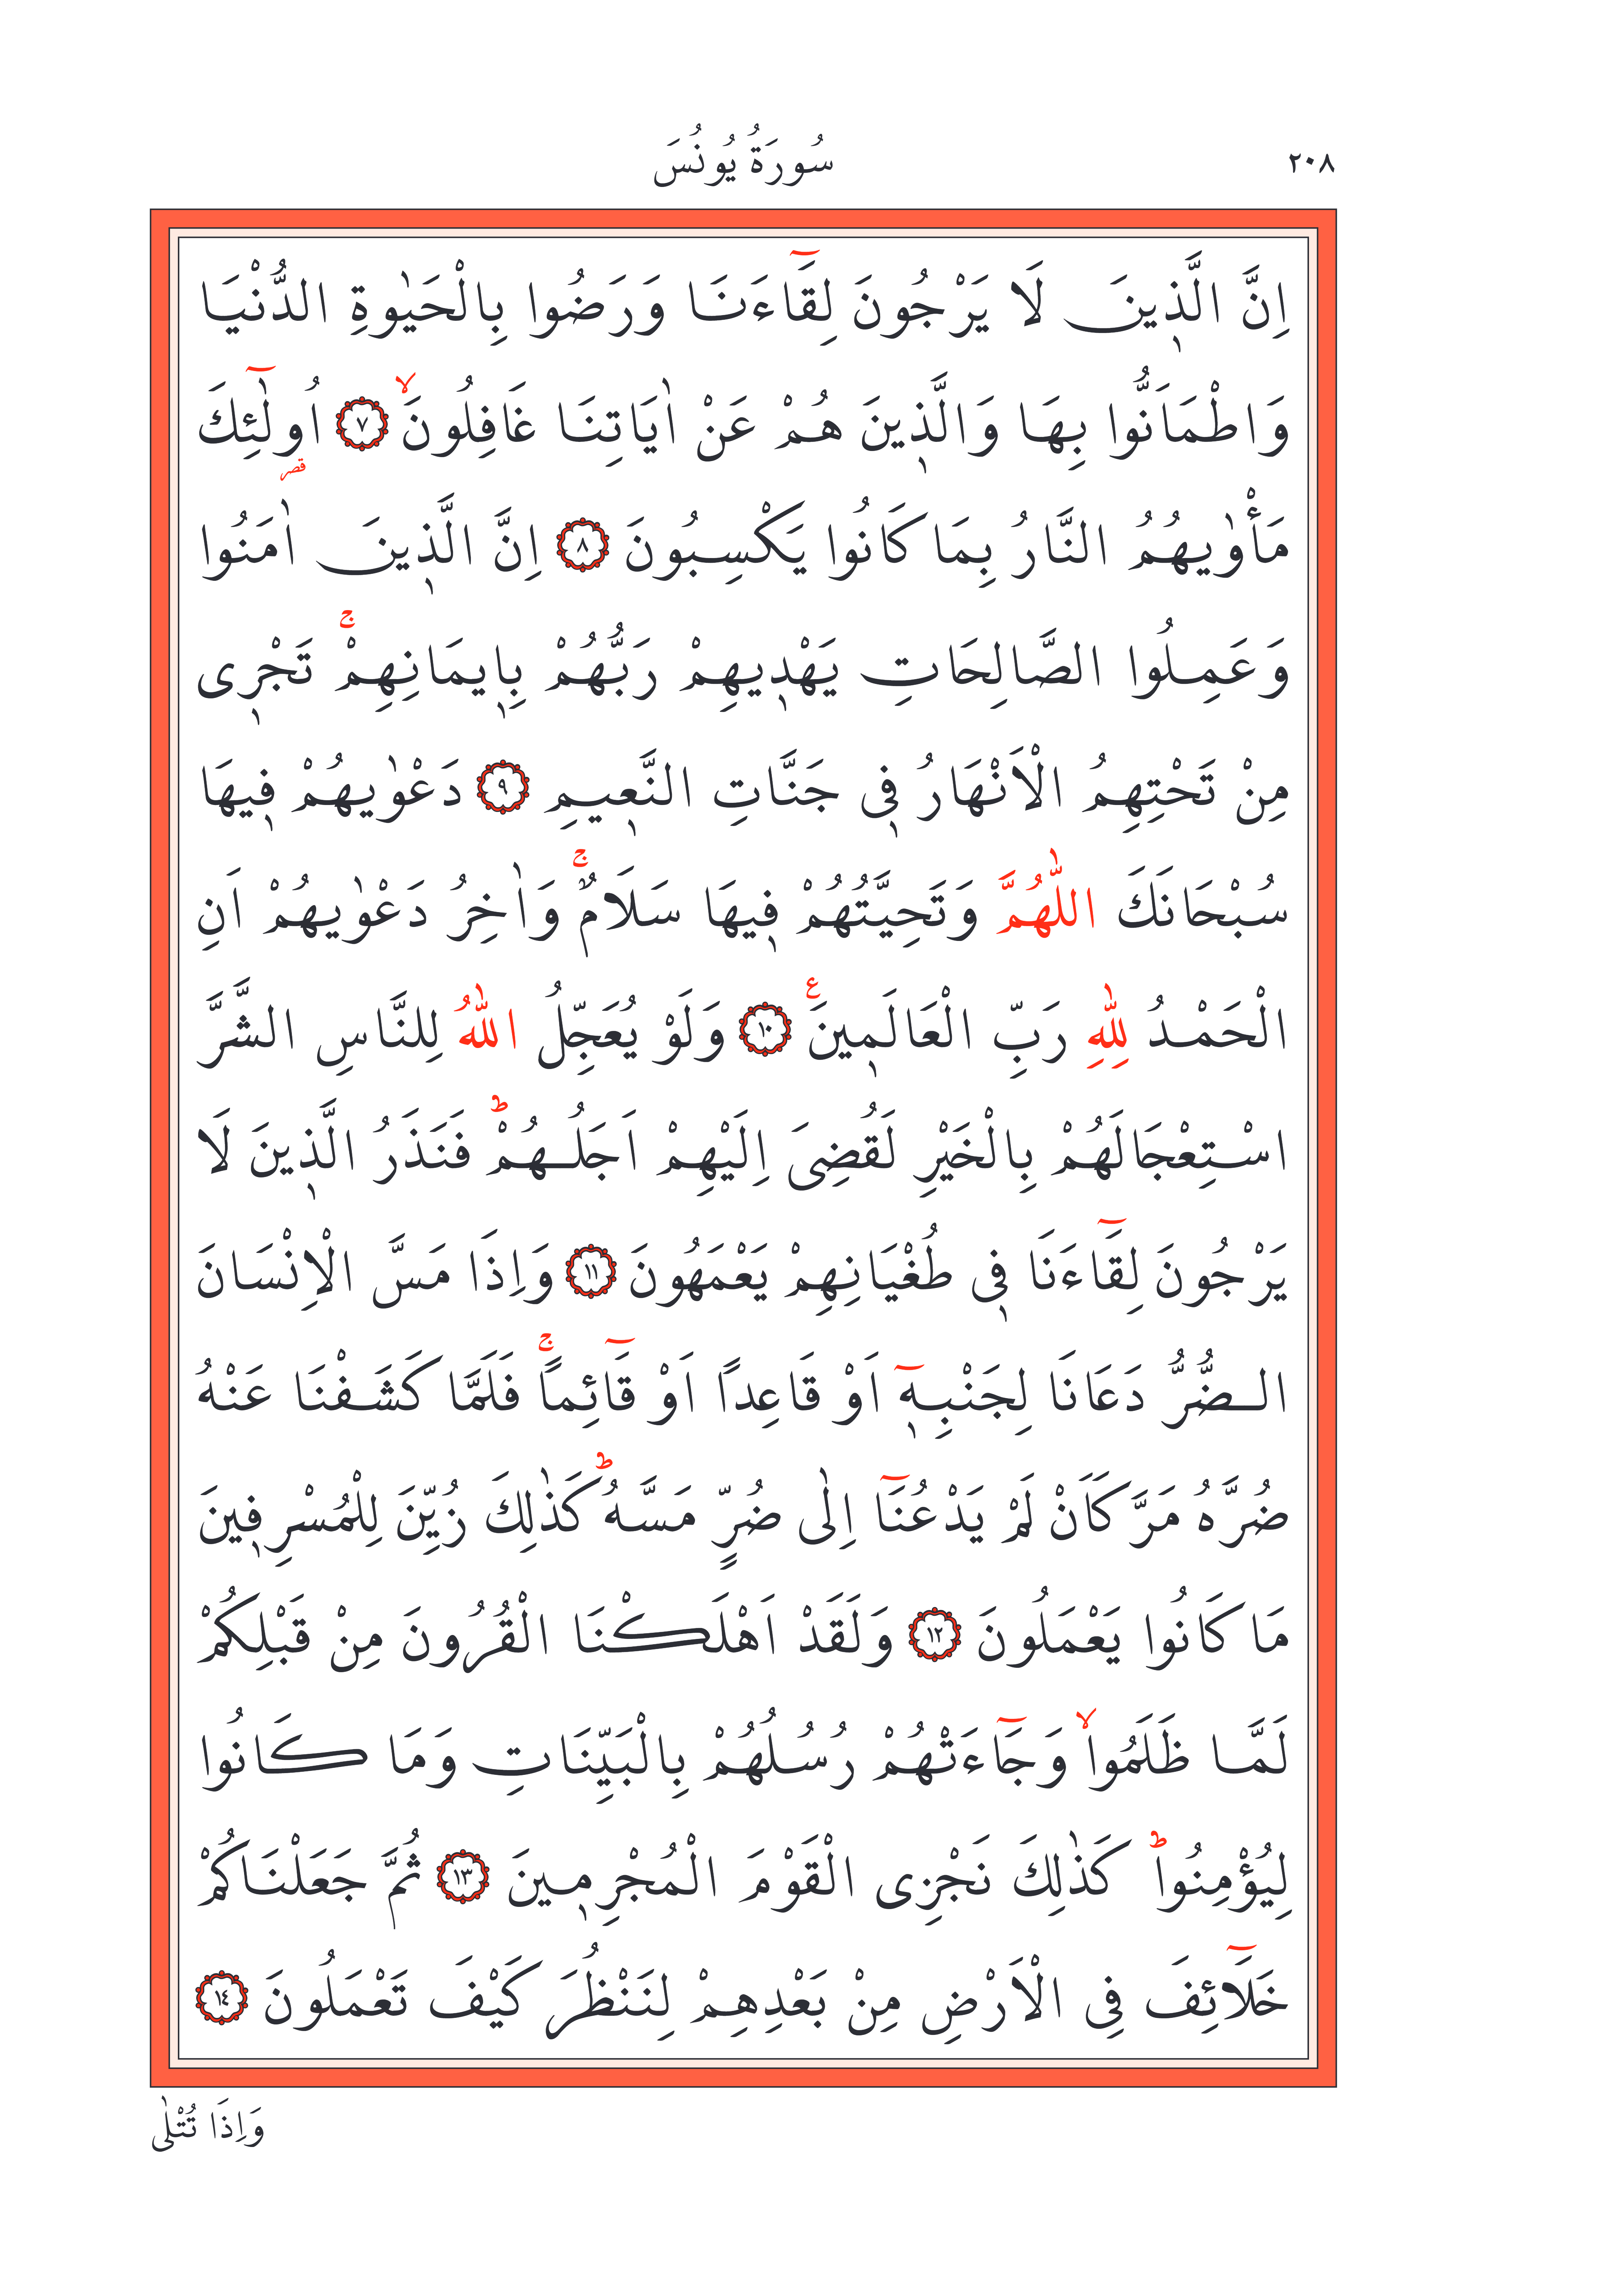 ٢٠٨
سُورَةُ يُونُسَ
اِنَّ الَّذ۪ينَ لَا يَرْجُونَ لِقَٓاءَنَا وَرَضُوا بِالْحَيٰوةِ الدُّنْيَا
وَاطْمَاَنُّوا بِهَا وَالَّذ۪ينَ هُمْ عَنْ اٰيَاتِنَا غَافِلُونَۙ ﴿٧﴾ اُو۬لٰٓئِكَ
مَأْوٰيهُمُ النَّارُ بِمَا كَانُوا يَكْسِبُونَ ﴿٨﴾ اِنَّ الَّذ۪ينَ اٰمَنُوا
وَعَمِلُوا الصَّالِحَاتِ يَهْد۪يهِمْ رَبُّهُمْ بِا۪يمَانِهِمْۚ تَجْر۪ى
مِنْ تَحْتِهِمُ الْاَنْهَارُ ف۪ى جَنَّاتِ النَّع۪يمِ ﴿٩﴾ دَعْوٰيهُمْ ف۪يهَا
سُبْحَانَكَ اللّٰهُمَّ وَتَحِيَّتُهُمْ ف۪يهَا سَلَامٌۚ وَاٰخِرُ دَعْوٰيهُمْ اَنِ
الْحَمْدُ لِلّٰهِ رَبِّ الْعَالَم۪ينَ ع ﴿١٠﴾ وَلَوْ يُعَجِّلُ اللّٰهُ لِلنَّاسِ الشَّرَّ
اسْتِعْجَالَهُمْ بِالْخَيْرِ لَقُضِىَ اِلَيْهِمْ اَجَلُهُمْۜ فَنَذَرُ الَّذ۪ينَ لَا
يَرْجُونَ لِقَٓاءَنَا ف۪ى طُغْيَانِهِمْ يَعْمَهُونَ ﴿١١﴾ وَاِذَا مَسَّ الْاِنْسَانَ
الضُّرُّ دَعَانَا لِجَنْبِه۪ٓ اَوْ قَاعِدًا اَوْ قَٓائِمًاۚ فَلَمَّا كَشَفْنَا عَنْهُ
ضُرَّهُ مَرَّ كَاَنْ لَمْ يَدْعُنَٓا اِلٰى ضُرٍّ مَسَّهُۜ كَذٰلِكَ زُيِّنَ لِلْمُسْرِف۪ينَ
مَا كَانُوا يَعْمَلُونَ ﴿١٢﴾ وَلَقَدْ اَهْلَكْنَا الْقُرُونَ مِنْ قَبْلِكُمْ
لَمَّا ظَلَمُواۙ وَجَٓاءَتْهُمْ رُسُلُهُمْ بِالْبَيِّنَاتِ وَمَا كَانُوا
لِيُؤْمِنُواۜ كَذٰلِكَ نَجْزِى الْقَوْمَ الْمُجْرِم۪ينَ ﴿١٣﴾ ثُمَّ جَعَلْنَاكُمْ
خَلَٓائِفَ فِى الْاَرْضِ مِنْ بَعْدِهِمْ لِنَنْظُرَ كَيْفَ تَعْمَلُونَ ﴿١٤﴾
وَاِذَا تُتْلٰى